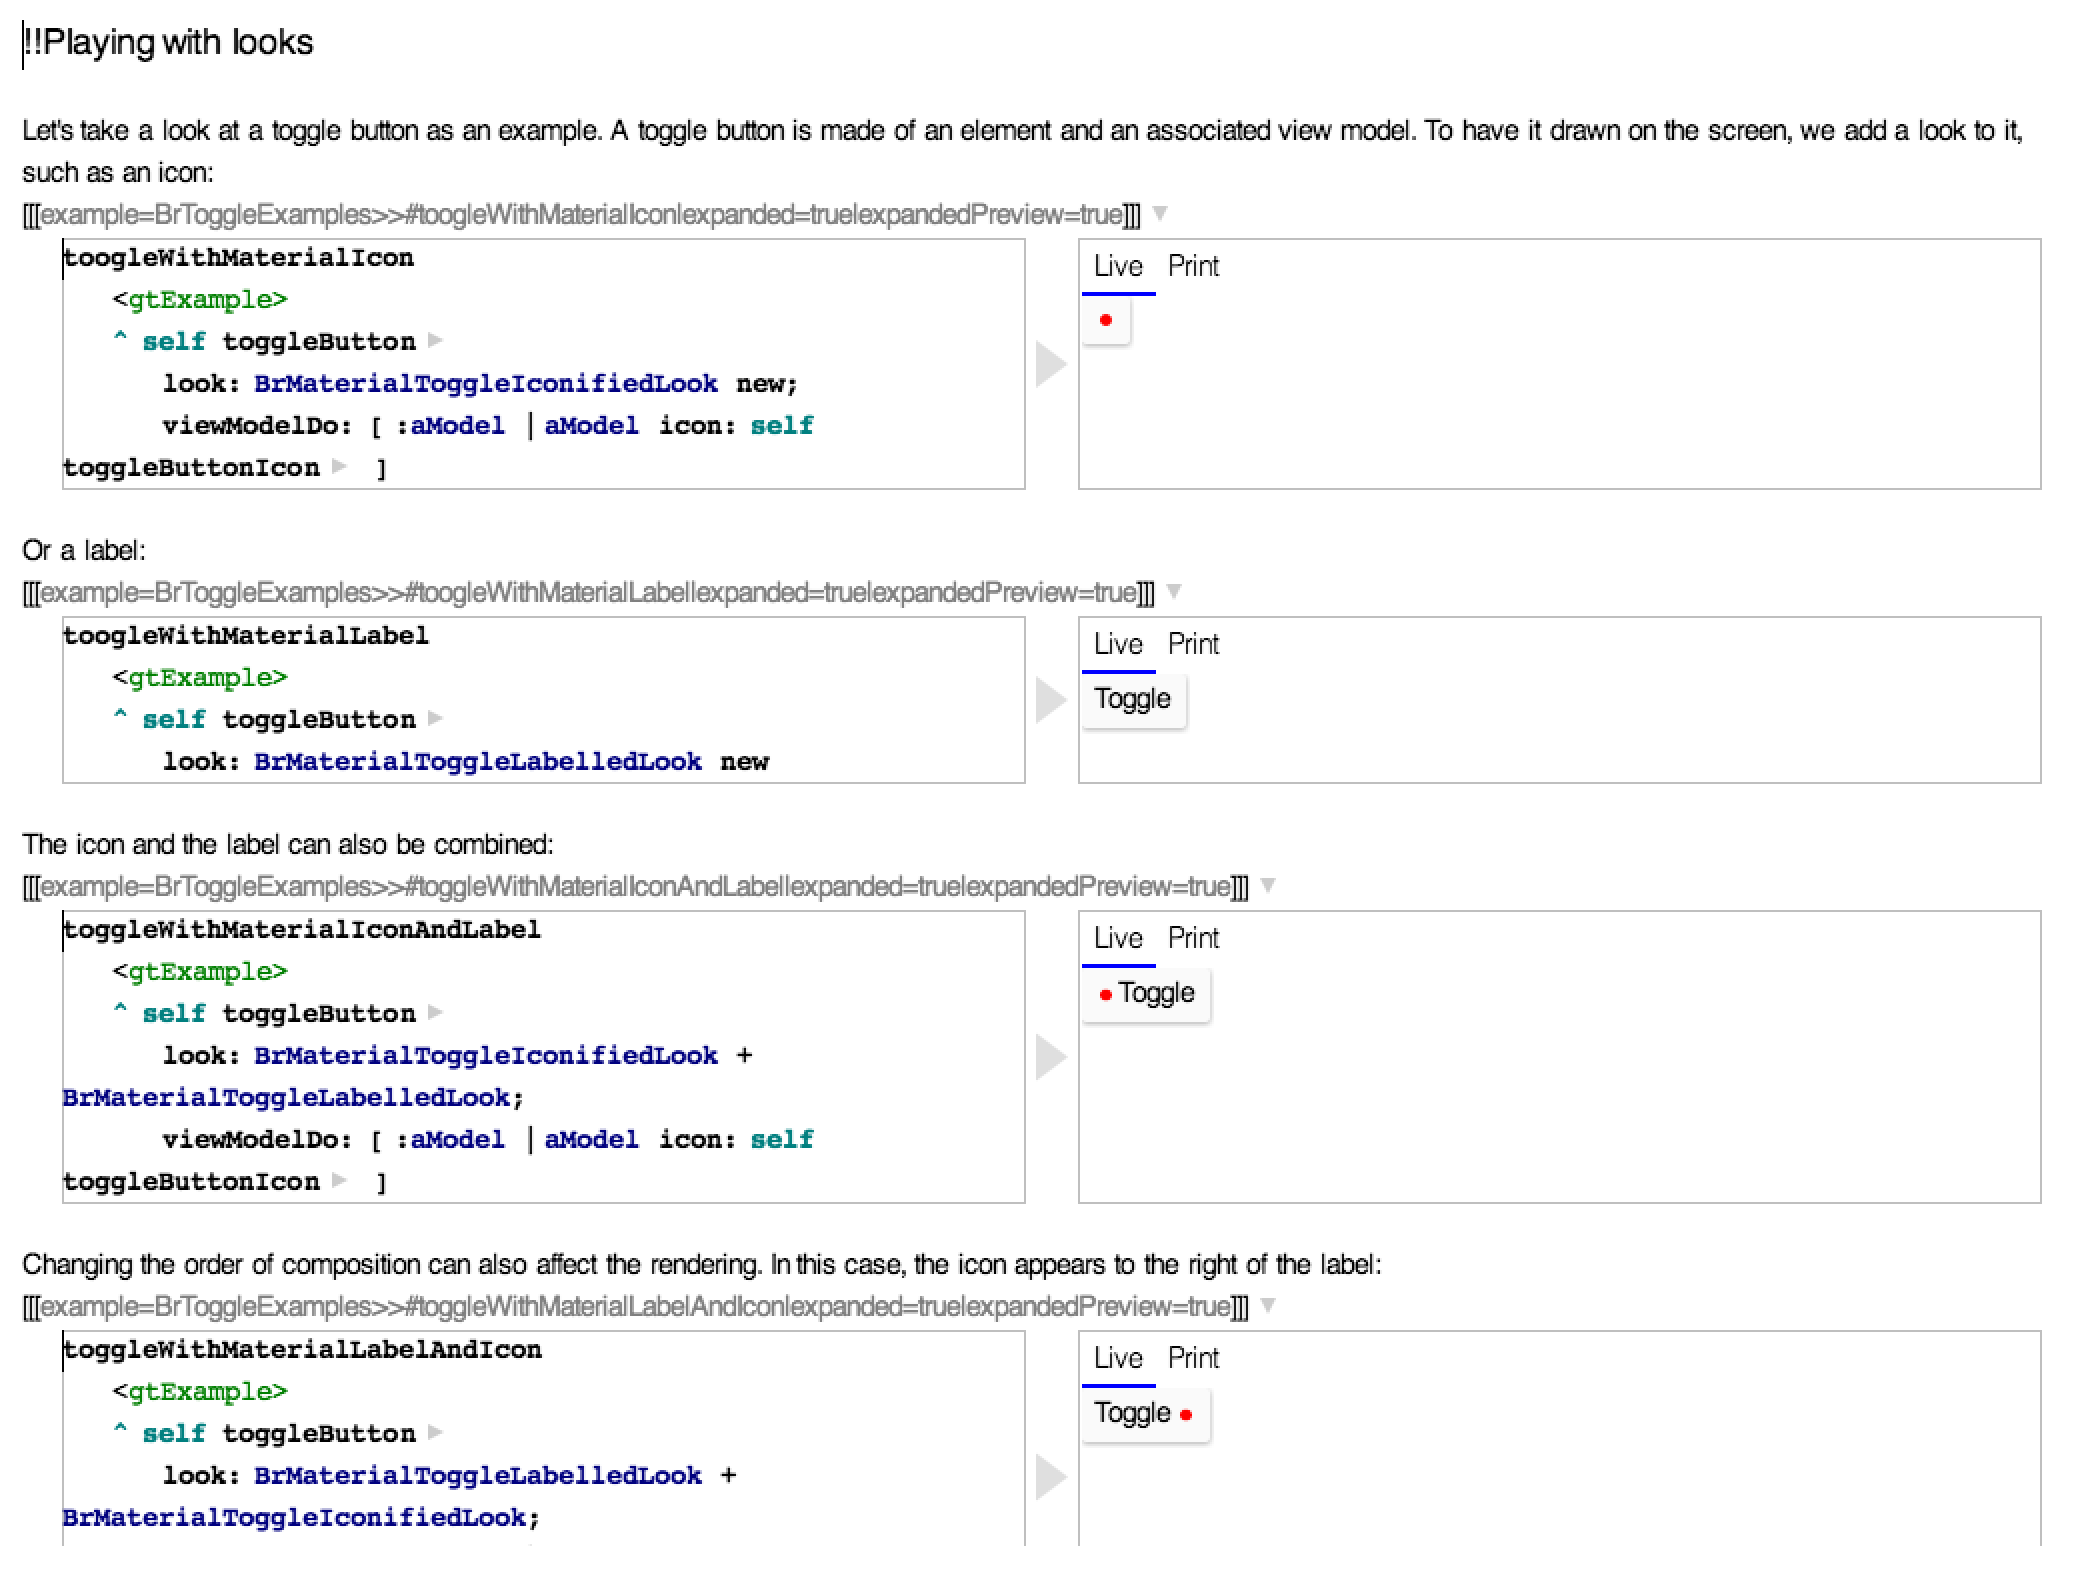 !!Playing with looks
Let's take a look at a toggle button as an example. A toggle button is made of an element and an associated view model. To have it drawn on the screen, we add a look to it,
such as an icon:
[[[example=BrToggleExamples>>#toogleWithMaterialIcon|expanded=true|expandedPreview=true]]]
toogleWithMaterialIcon
<gtExample>
^ self toggleButton
look: BrMaterialToggleIconifiedLook new;
viewModelDo: [ :aModel | aModel icon: self
toggleButtonIcon ]
Live Print
Or a label:
[[[example=BrToggleExamples>>#toogleWithMaterialLabel|expanded=true|expandedPreview=true]]]
toogleWithMaterialLabel
<gtExample>
^ self toggleButton
look: BrMaterialToggleLabelledLook new
Live Print
Toggle
The icon and the label can also be combined:
[[[example=BrToggleExamples>>#toggleWithMaterialIconAndLabel|expanded=true|expandedPreview=true]]]
toggleWithMaterialIconAndLabel
<gtExample>
^ self toggleButton
look: BrMaterialToggleIconifiedLook +
BrMaterialToggleLabelledLook;
viewModelDo: [ :aModel | aModel icon: self
toggleButtonIcon ]
Live Print
Toggle
Changing the order of composition can also affect the rendering. In this case, the icon appears to the right of the label:
[[[example=BrToggleExamples>>#toggleWithMaterialLabelAndIcon|expanded=true|expandedPreview=true]]]
toggleWithMaterialLabelAndIcon
<gtExample>
^ self toggleButton
look: BrMaterialToggleLabelledLook +
BrMaterialToggleIconifiedLook;
Live Print
Toggle